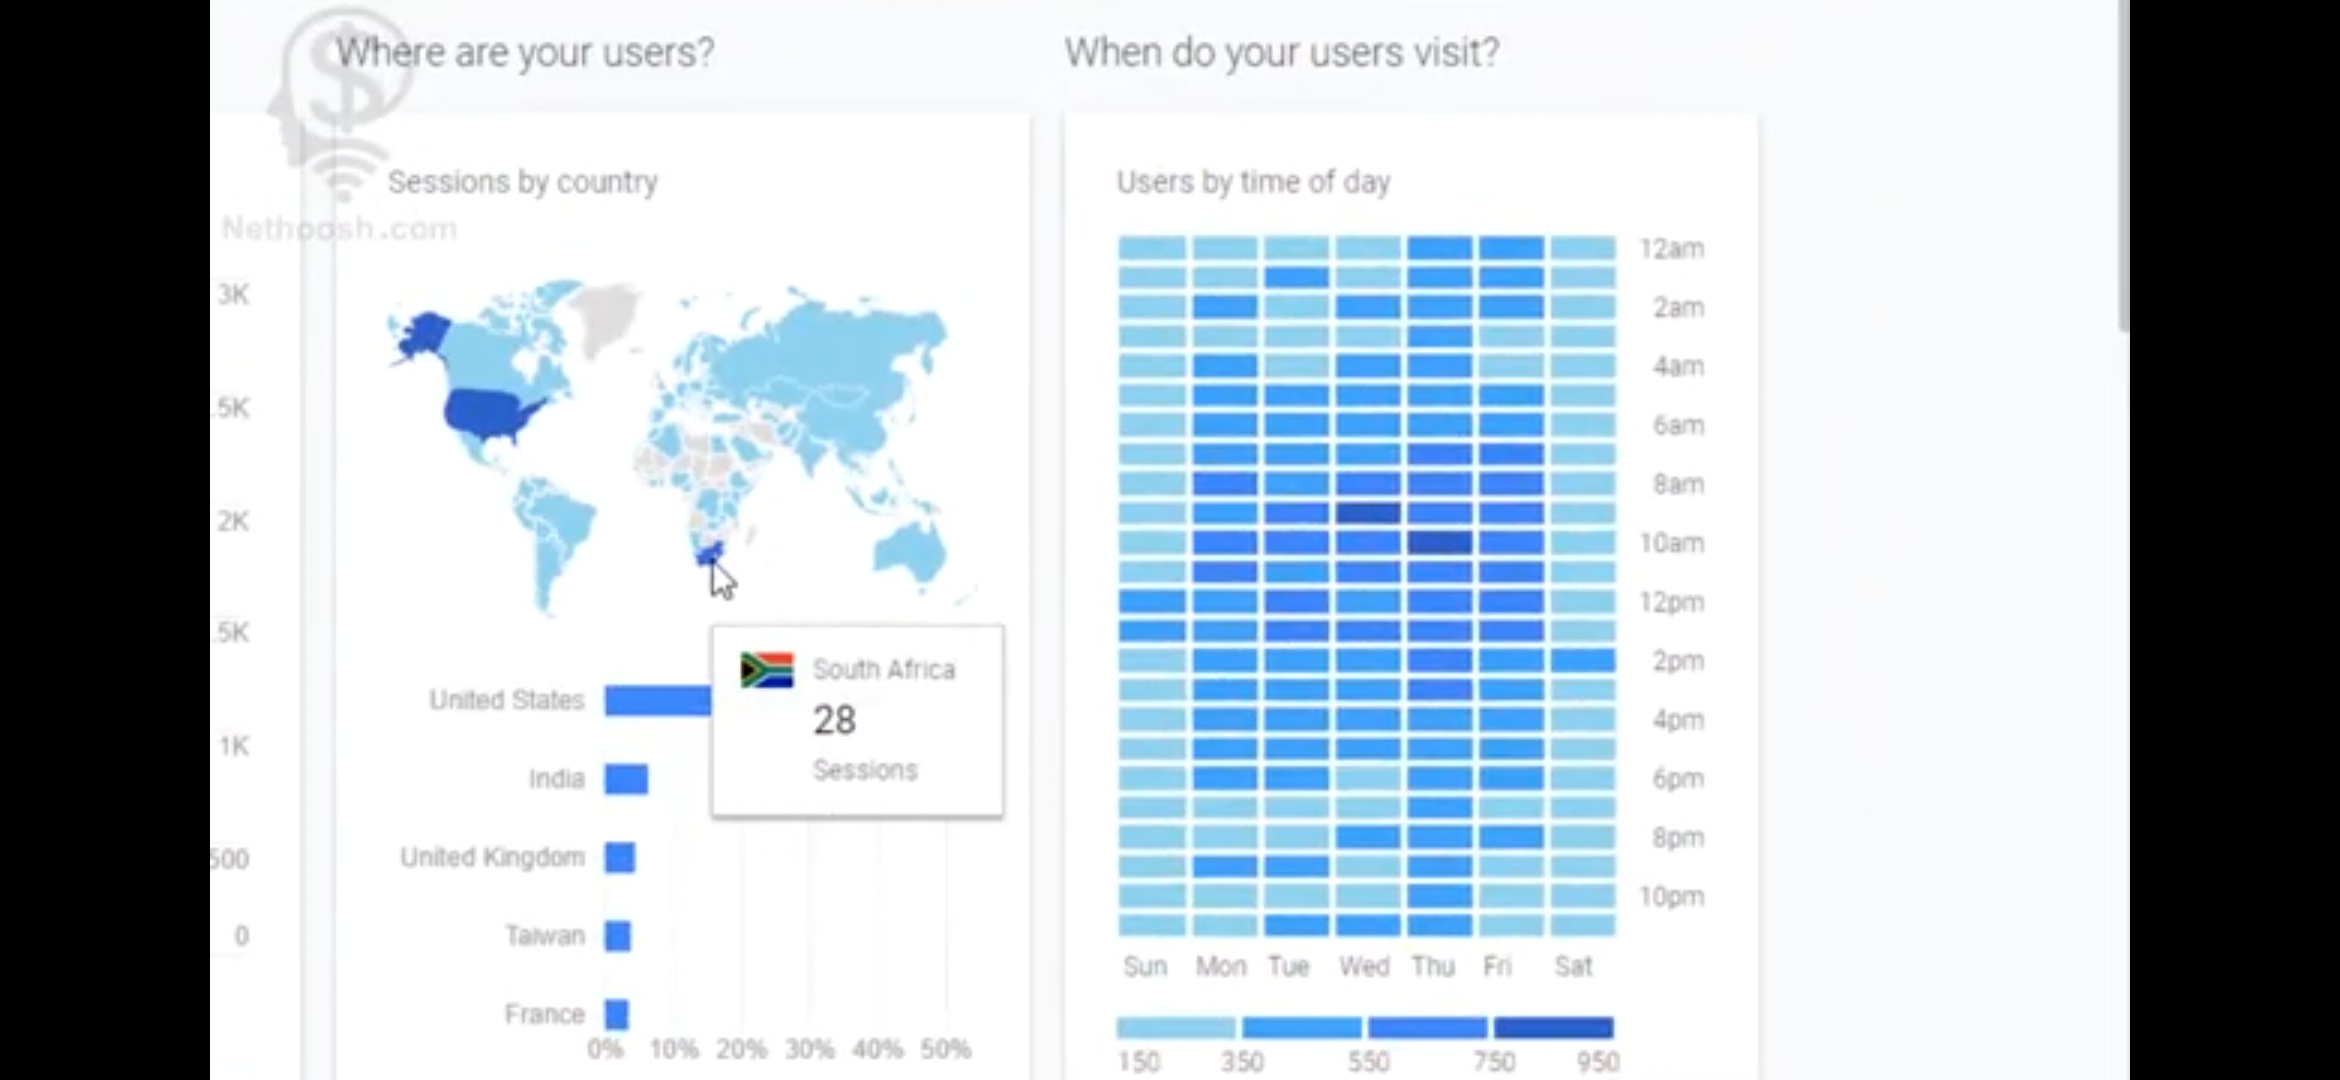 Where are your users?
When do your users visit?
Nethoosh.com
Sessions by country
Users by time of day
3K
.5K
2K
.5K
1K
500
0
South Africa
28
Sessions
United States
India
United Kingdom
Taiwan
France
0% 10% 20% 30% 40% 50%
12am
2am
4am
6am
8am
10am
12pm
2pm
4pm
6pm
8pm
10pm
Sun Mon Tue Wed Thu Fri Sat
150 350 550 750 950